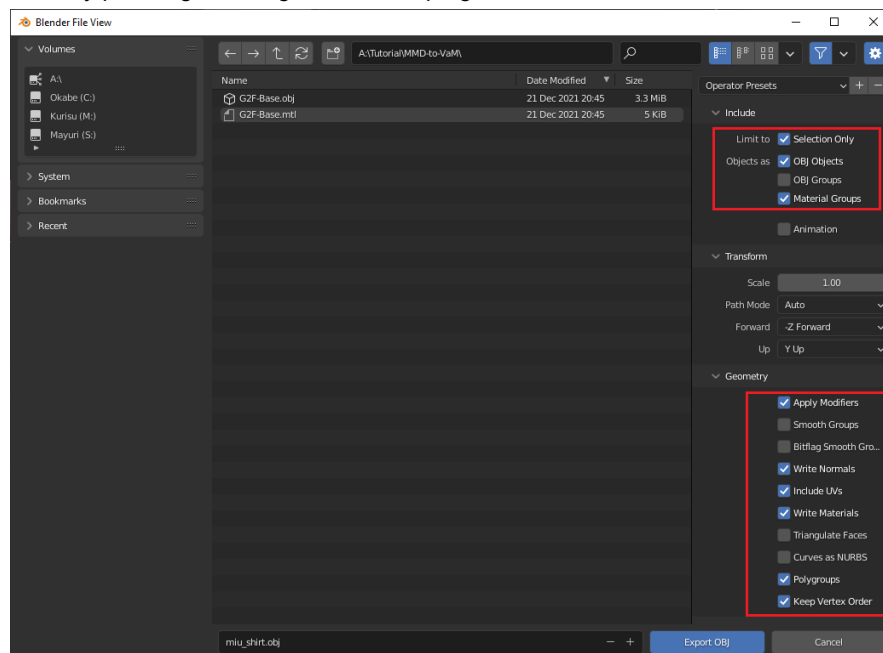 Blender File View
Volumes
A:\
Okabe (C:)
Kurisu (M:)
Mayuri (S:)
System
Bookmarks
Recent
A:\Tutorial\MMD-to-VaM\
Name Date Modified Size
G2F-Base.obj 21 Dec 2021 20:45 3.3 MiB
G2F-Base.mtl 21 Dec 2021 20:45 5 KiB
miu_shirt.obj
Operator Presets
Include
Limit to Selection Only
Objects as OBJ Objects
OBJ Groups
Material Groups
Animation
Transform
Scale 1.00
Path Mode Auto
Forward -Z Forward
Up Y Up
Geometry
Apply Modifiers
Smooth Groups
Bitflag Smooth Gro...
Write Normals
Include UVs
Write Materials
Triangulate Faces
Curves as NURBS
Polygroups
Keep Vertex Order
Export OBJ Cancel